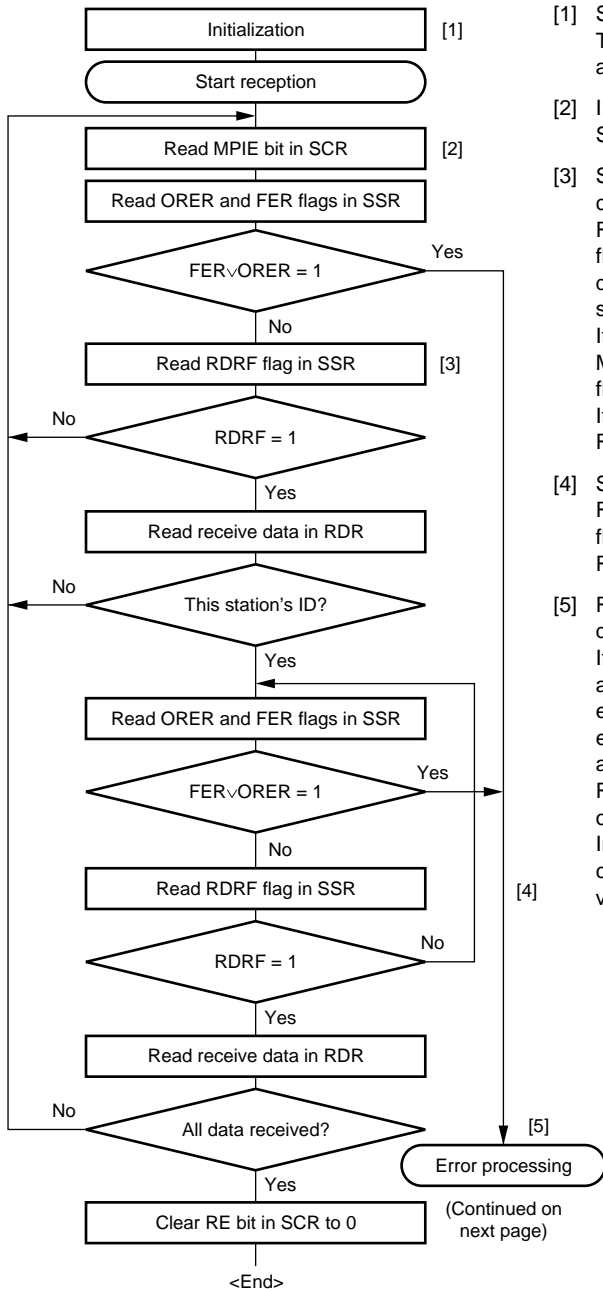 Initialization
[1]
Start reception
Read MPIE bit in SCR
[2]
Read ORER and FER flags in SSR
Yes
FER∨ORER = 1
No
Read RDRF flag in SSR
[3]
No
RDRF = 1
Yes
Read receive data in RDR
No
This station's ID?
Yes
Read ORER and FER flags in SSR
Yes
FER∨ORER = 1
No
Read RDRF flag in SSR
[4]
No
RDRF = 1
Yes
Read receive data in RDR
No
All data received?
[5]
Error processing
Yes
Clear RE bit in SCR to 0
(Continued on
next page)
<End>
[1] S
T
a
[2] I
S
[3] S
[4] S
F
fl
R
[5] R